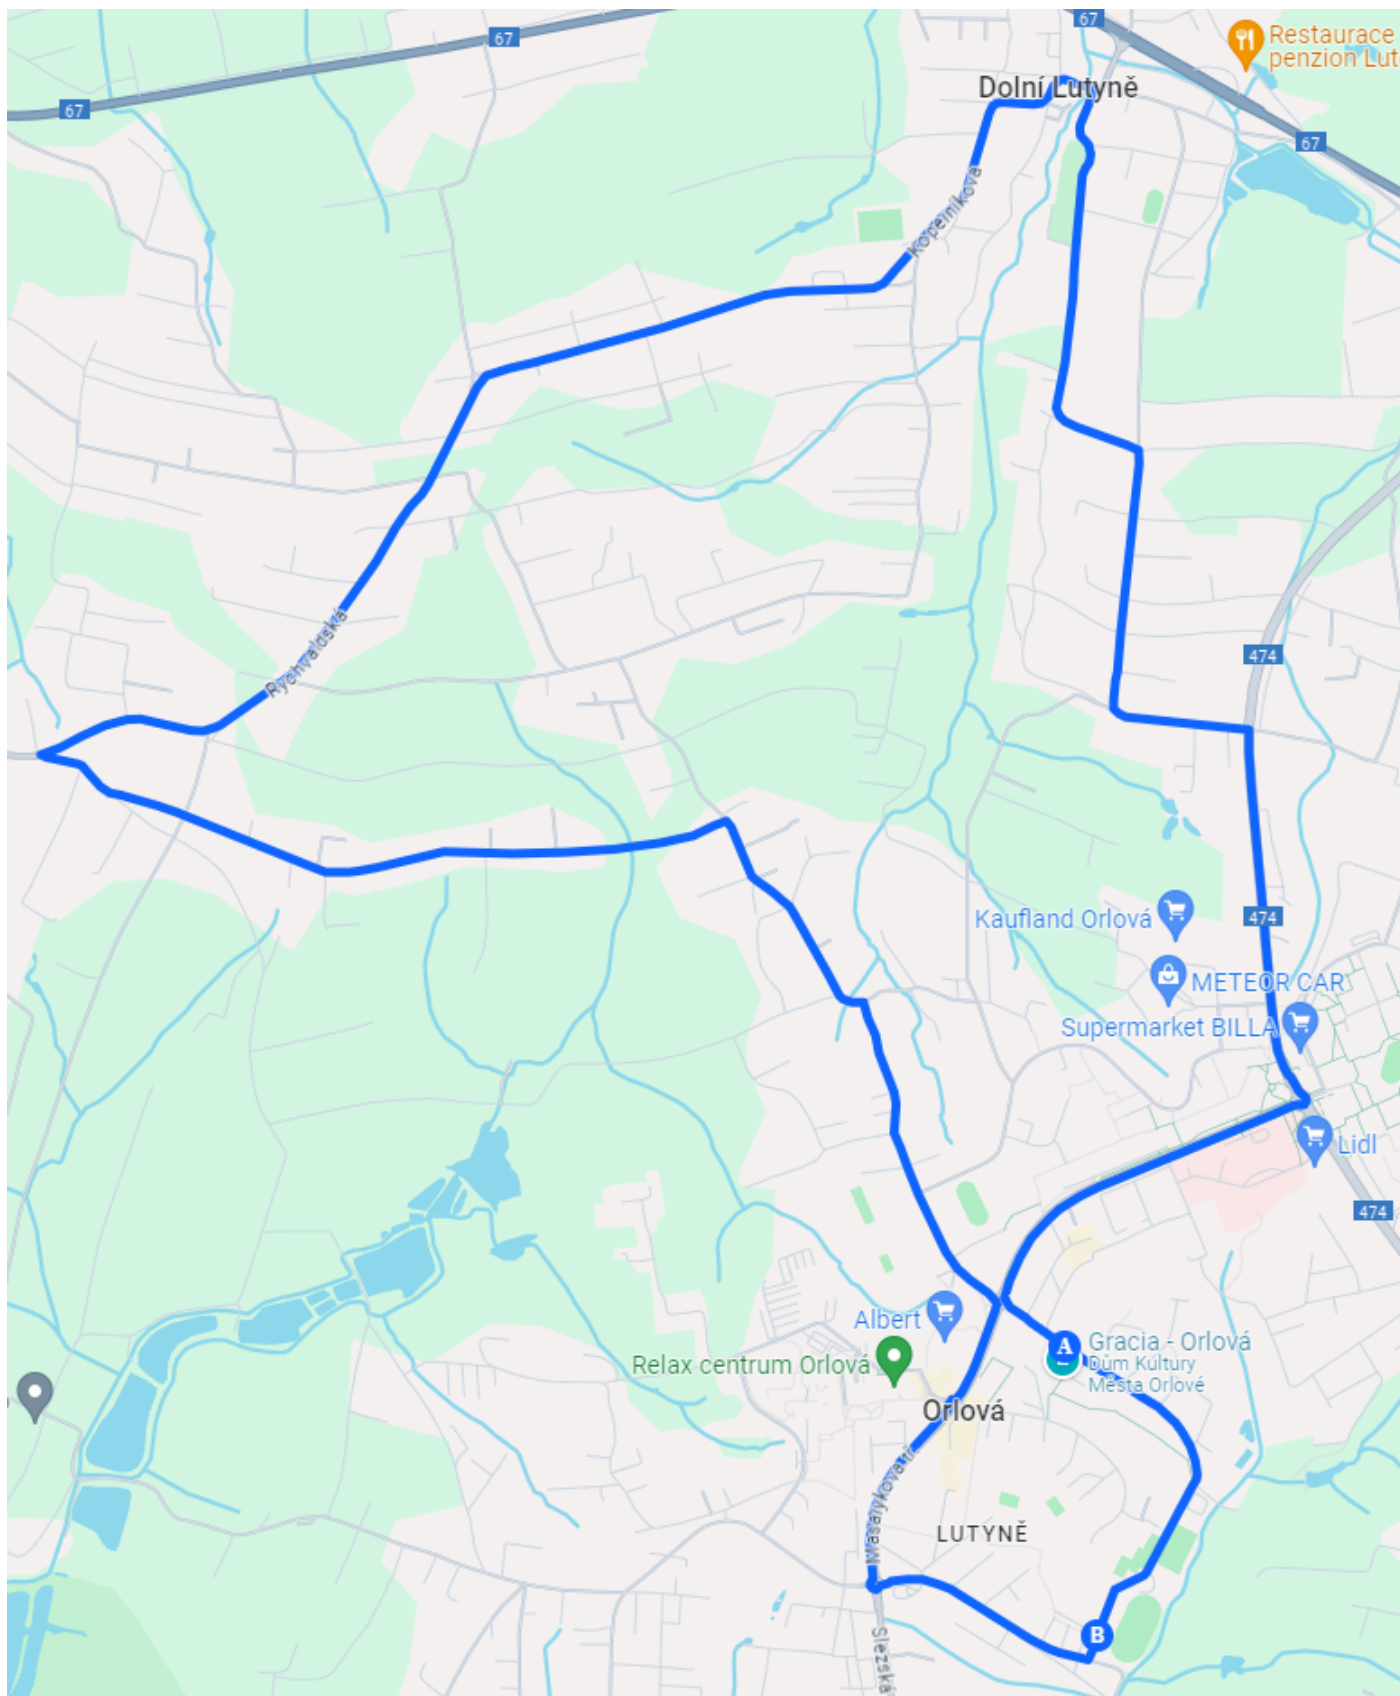 67
67
Restaurace
penzion Lut
67
Dolní Lutyně
67
Kopernikova
474
Rychvaldská
Kaufland Orlová
474
METEOR CAR
Supermarket BILLA
Lidl
474
Albert
A
Gracia - Orlová
Dům Kultury
Města Orlové
Relax centrum Orlová
Orlová
Masarykova tř.
LUTYNĚ
B
Slezská